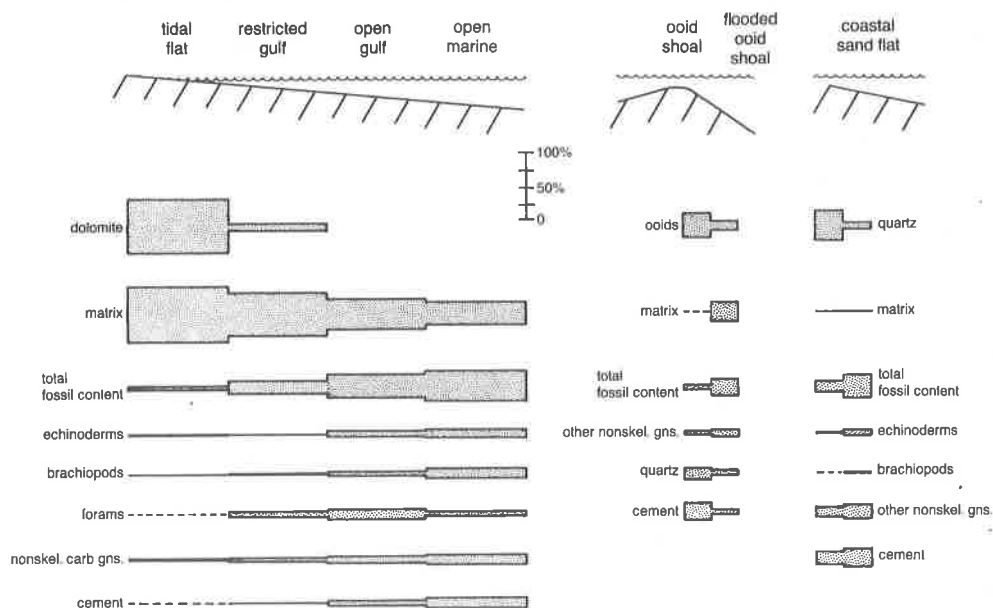 tidal
flat
restricted
gulf
open
gulf
open
marine
ooid
shoal
flooded
ooid
shoal
coastal
sand flat
100%
50%
0
dolomite
matrix
total
fossil content
echinoderms
brachiopods
forams
nonskel. carb gns.
cement
ooids
matrix
total
fossil content
other nonskel. gns.
quartz
cement
quartz
matrix
total
fossil content
echinoderms
brachiopods
other nonskel. gns.
cement